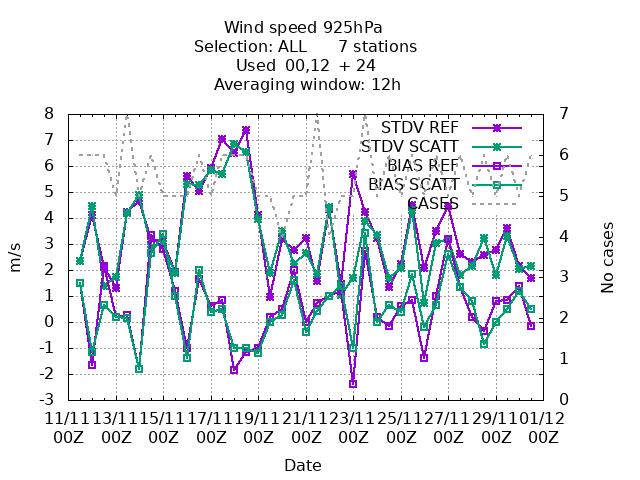 Wind speed 925hPa
Selection: ALL 7 stations
Used 00,12 + 24
Averaging window: 12h
8 7
STDV REF
7
STDV SCATT
6 6
BIAS REF
BIAS SCATT
5 5
CASES
4 4
3 3
2
2
1
0
1
-1
-2
-3 0
m/s
No cases
11/11 13/11 15/11 17/11 19/11 21/11 23/11 25/11 27/11 29/11 01/12
00Z 00Z 00Z 00Z 00Z 00Z 00Z 00Z 00Z 00Z 00Z
Date